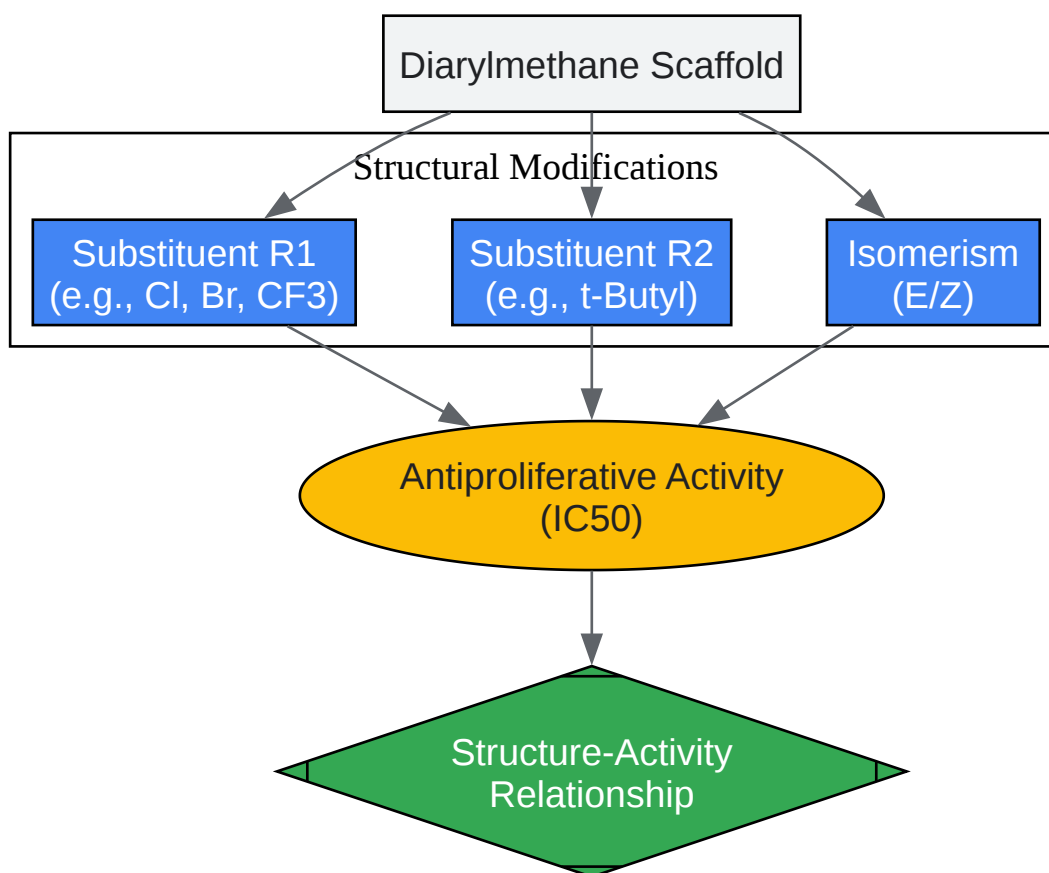 Diarylmethane Scaffold
Structural Modifications
Substituent R1
(e.g., Cl, Br, CF3)
Substituent R2
(e.g., t-Butyl)
Isomerism
(E/Z)
Antiproliferative Activity
(IC50)
Structure-Activity
Relationship